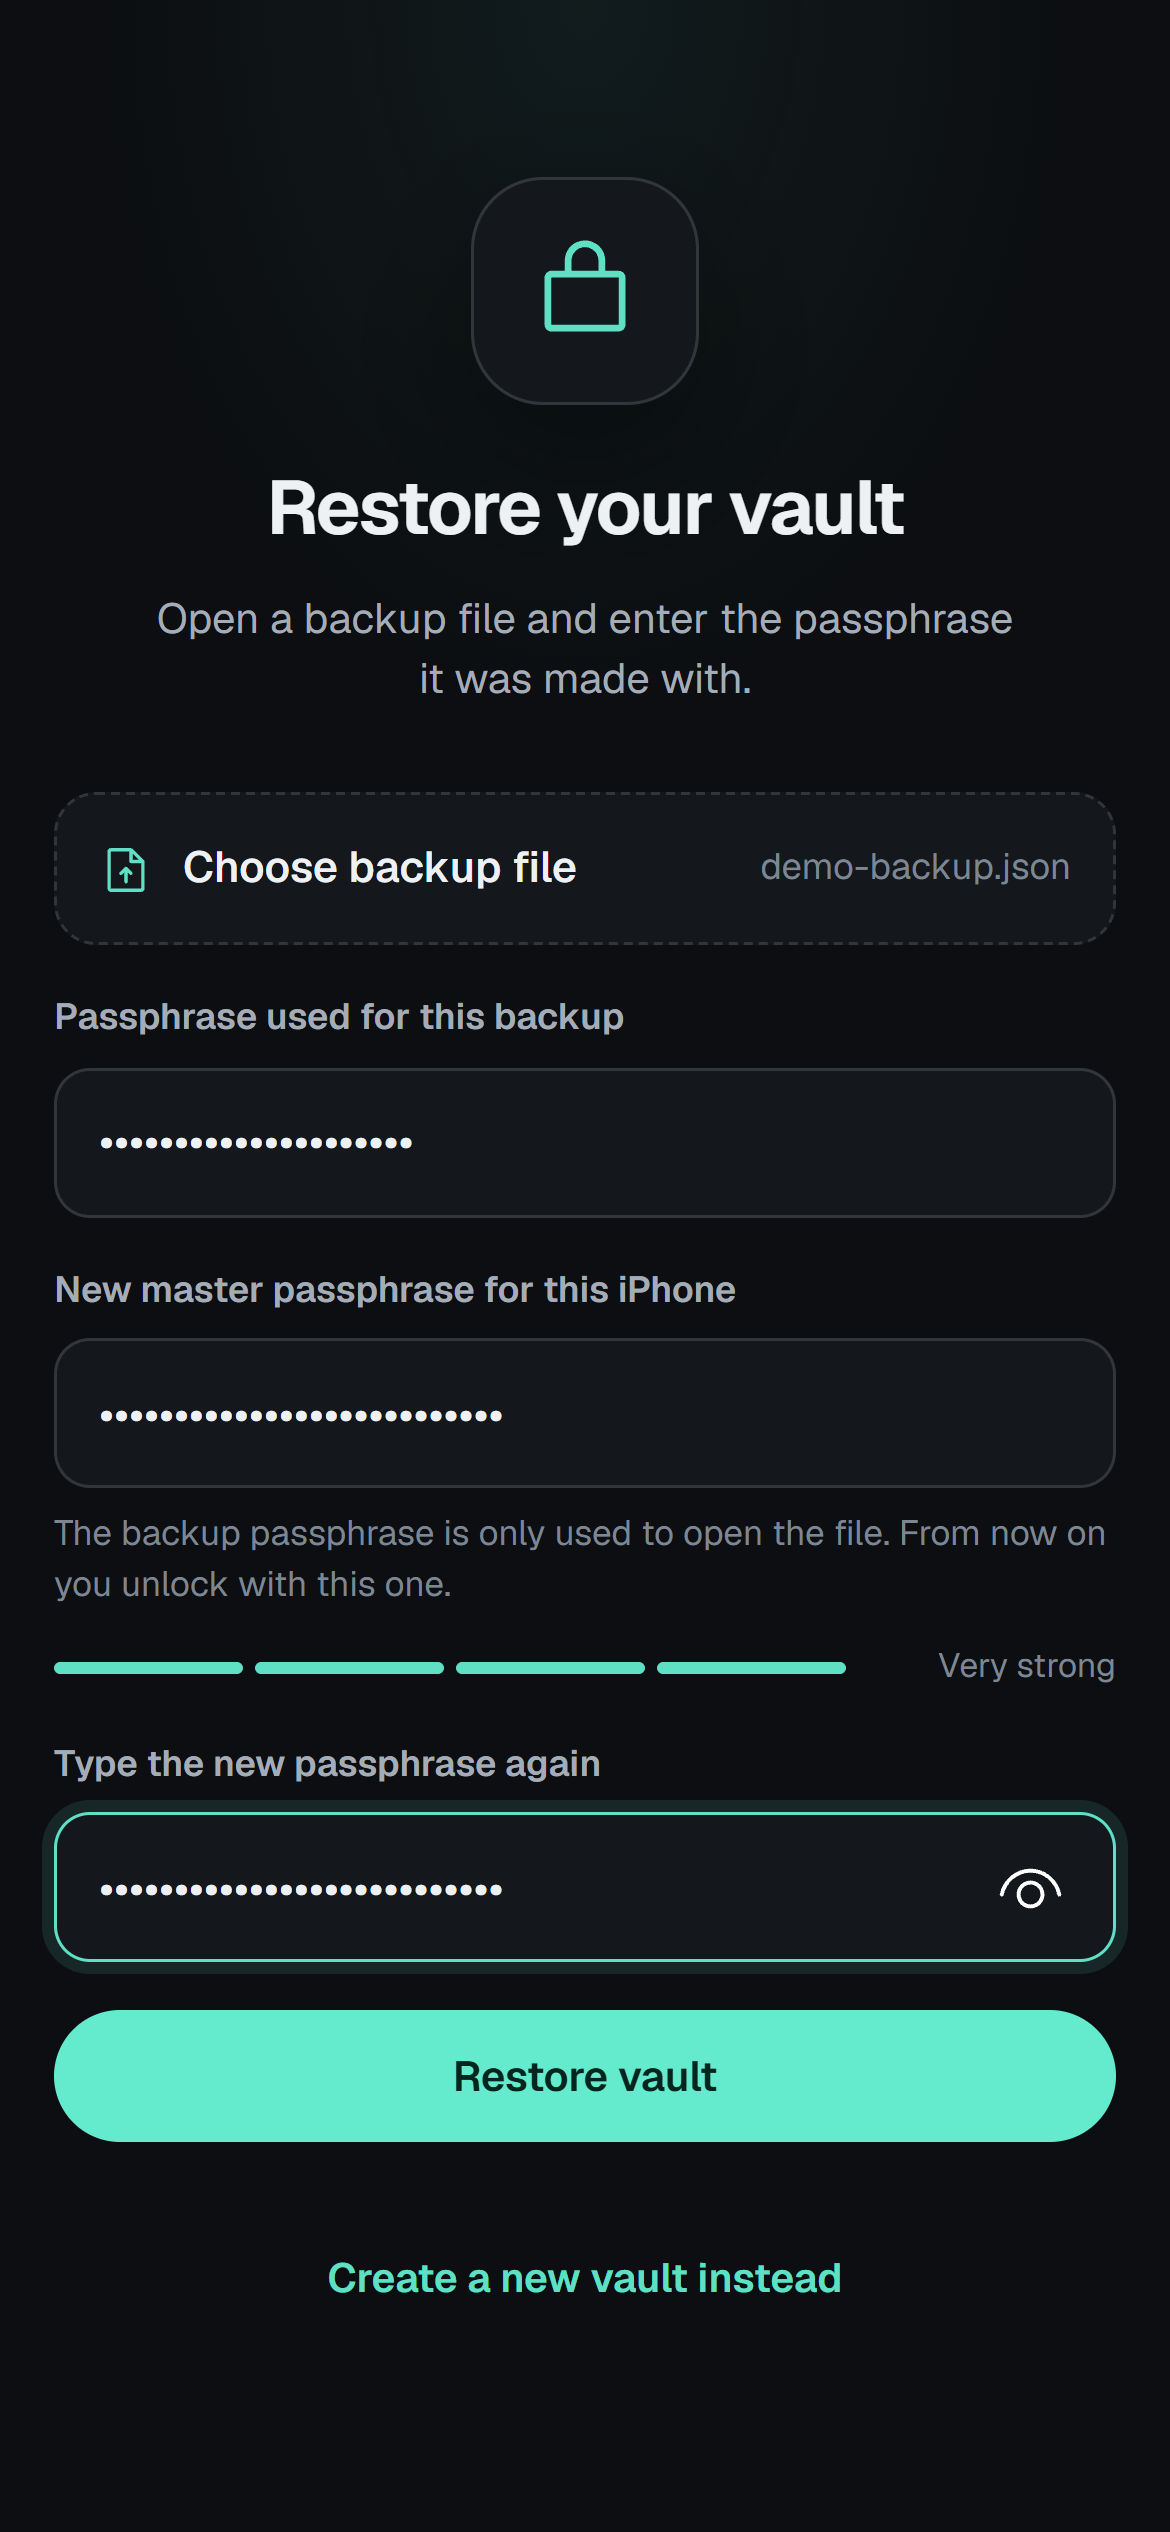 Restore your vault
Open a backup file and enter the passphrase
it was made with.
Choose backup file demo-backup.json
Passphrase used for this backup
•••••••••••••••••••••
New master passphrase for this iPhone
•••••••••••••••••••••••••••
The backup passphrase is only used to open the file. From now on
you unlock with this one.
Very strong
Type the new passphrase again
•••••••••••••••••••••••••••
Restore vault
Create a new vault instead